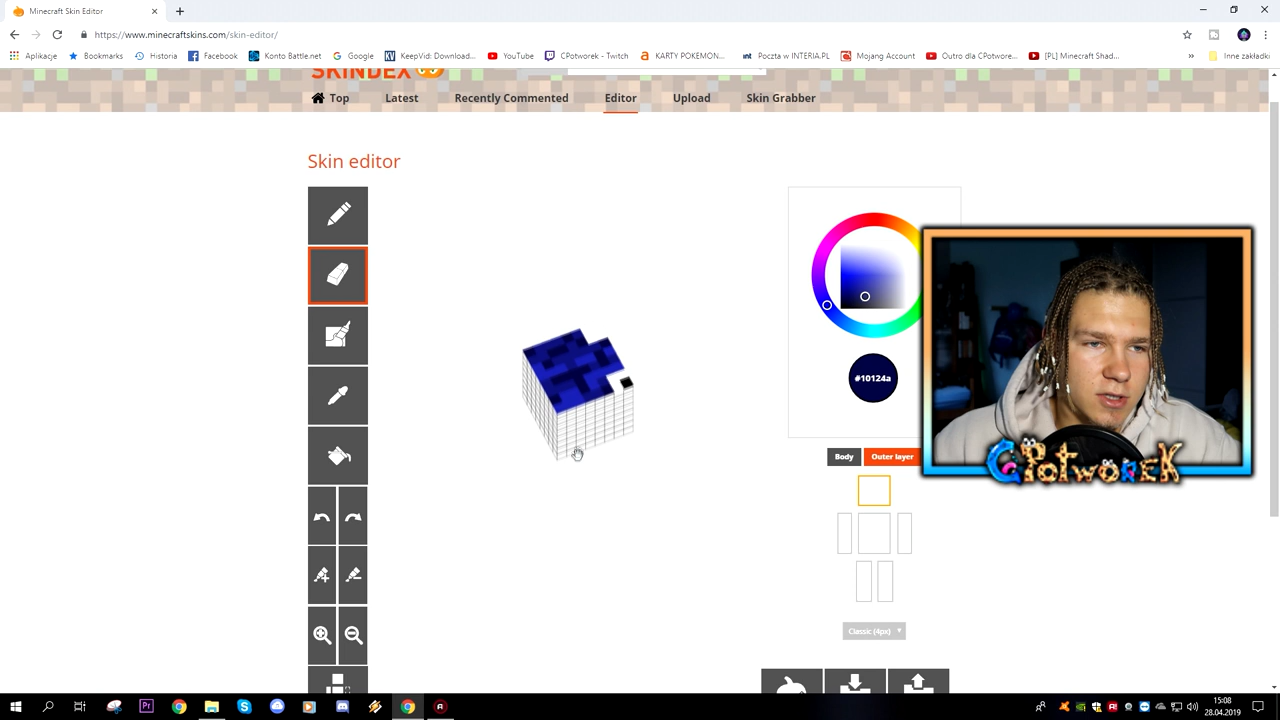 Minecraft Skin Editor
https://www.minecraftskins.com/skin-editor/
Aplikacje
Bookmarks
Historia
Facebook
Konto Battle.net
Google
KeepVid: Download...
YouTube
CPotworek - Twitch
KARTY POKEMON...
Poczta w INTERIA.PL
Mojang Account
Outro dla CPotwore...
[PL] Minecraft Shad...
Inne zakładki
SKINDEX
Top
Latest
Recently Commented
Editor
Upload
Skin Grabber
Skin editor
#10124a
Body
Outer layer
CPotworeK
Classic (4px)
15:08
28.04.2019